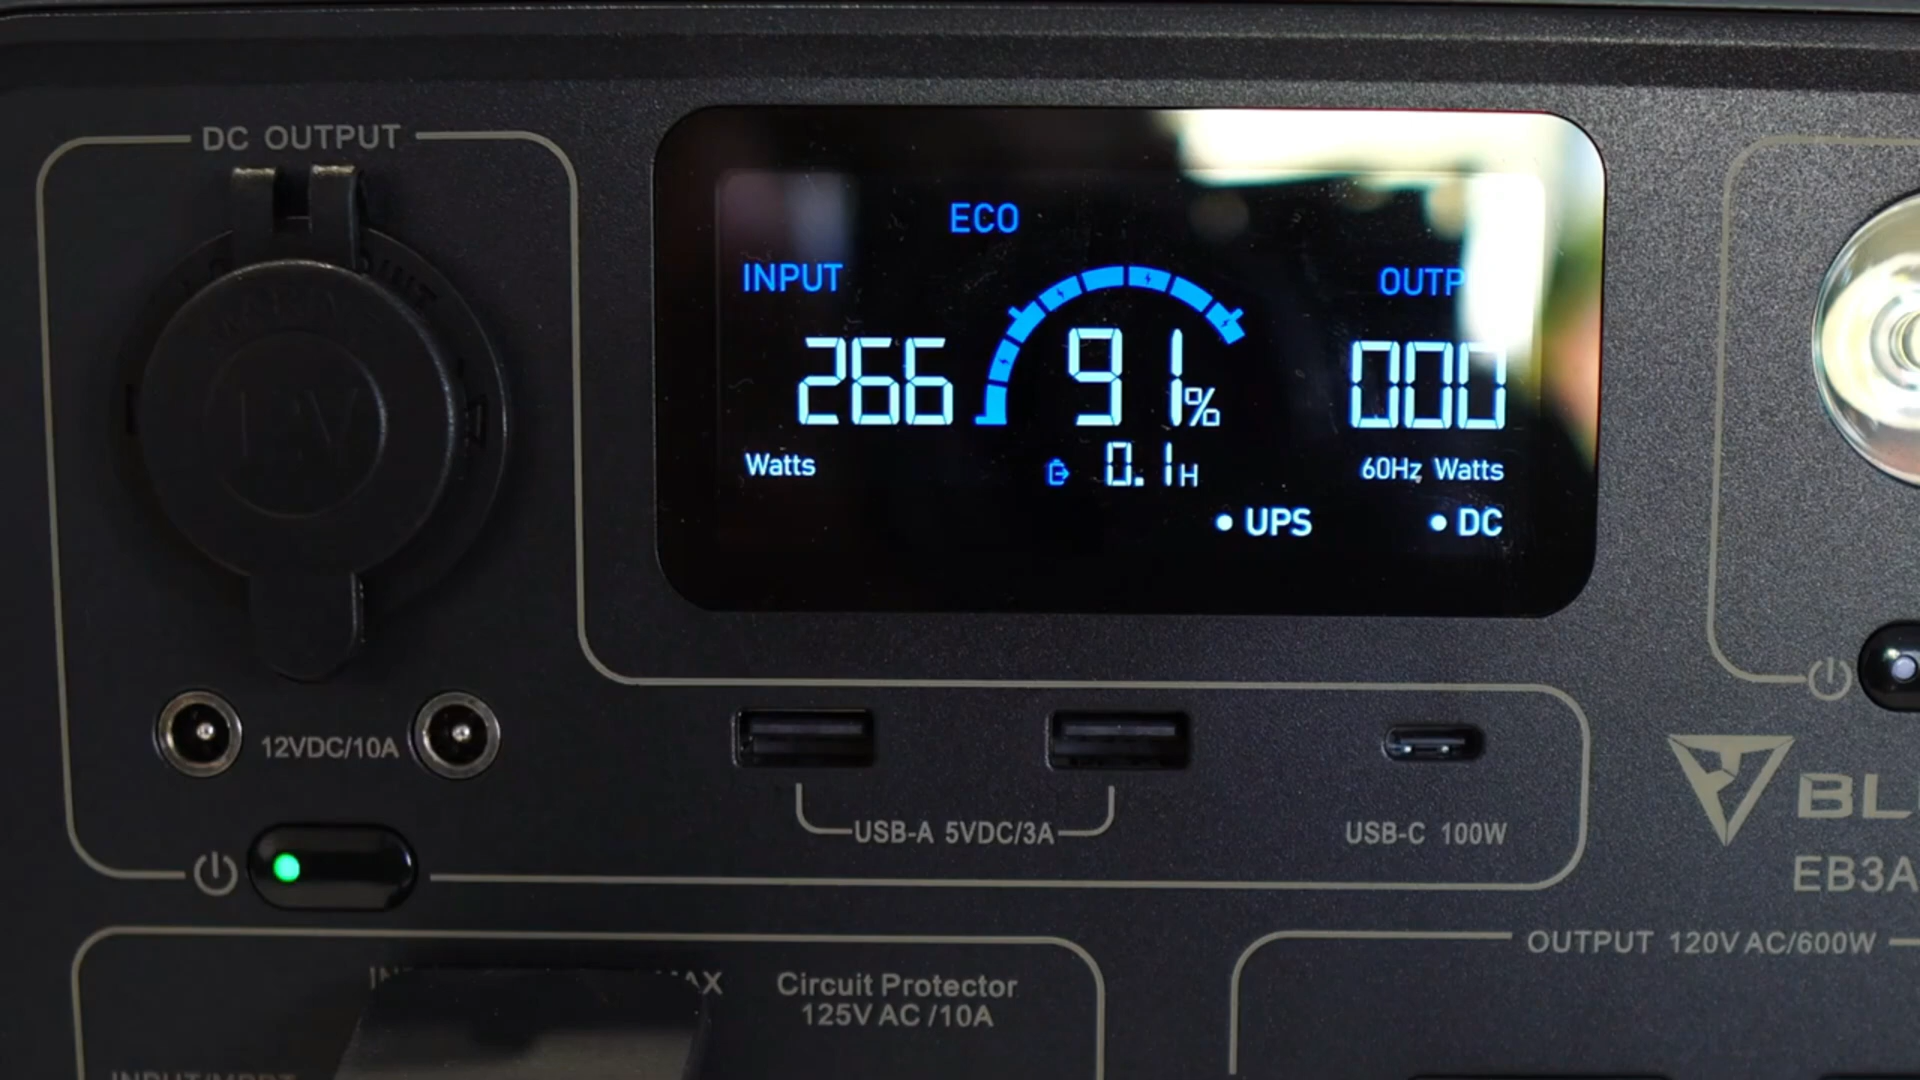 DC OUTPUT
ECO
INPUT
OUTP
266
91%
000
Watts
0.1H
60Hz Watts
• UPS
• DC
12VDC/10A
USB-A 5VDC/3A
USB-C 100W
BL
EB3A
OUTPUT 120V AC/600W
Circuit Protector
125V AC /10A